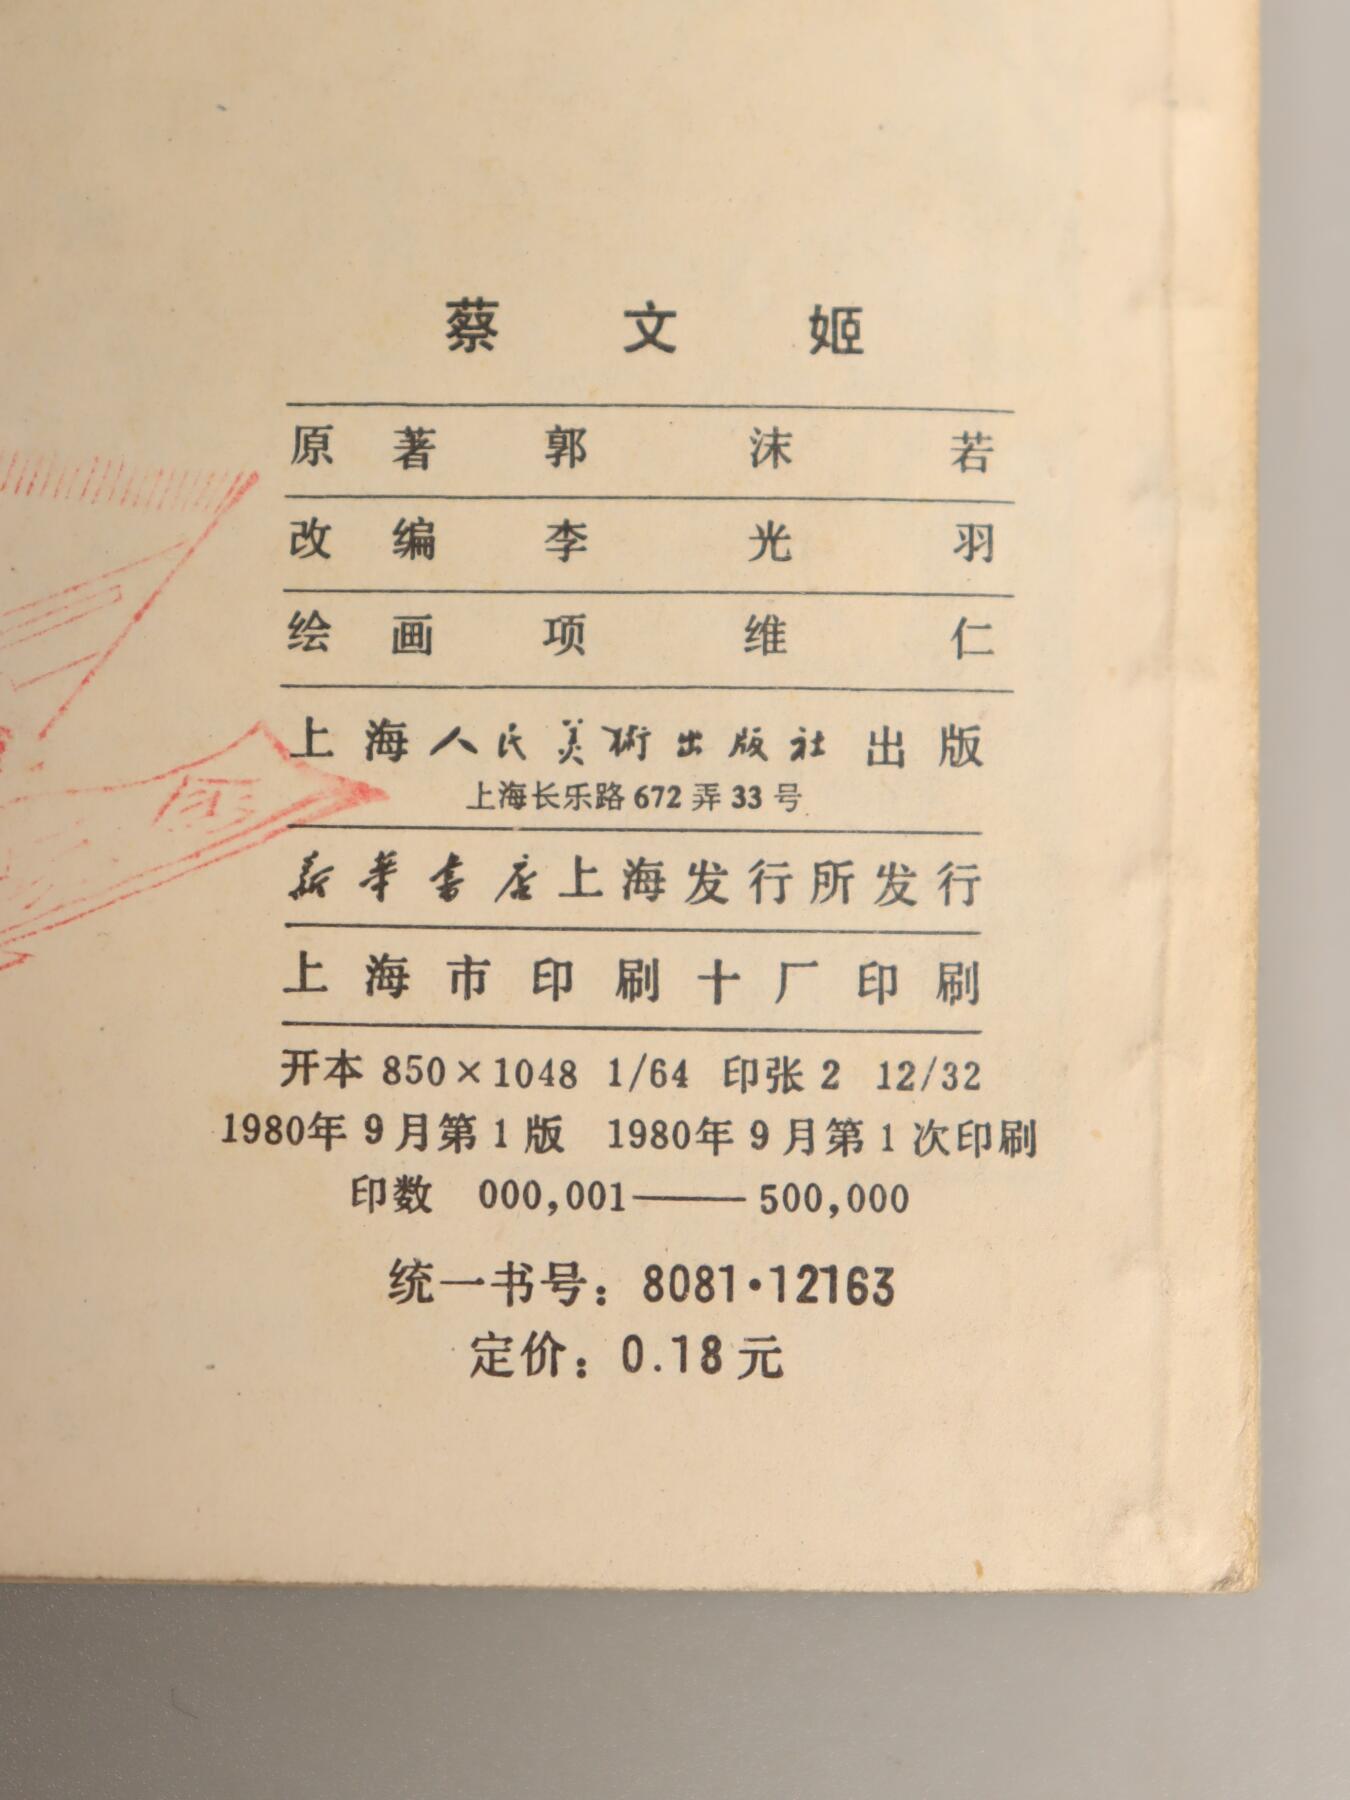 蔡文姬
原著 郭沫若
改编 李光羽
绘画 项维仁
上海人民美術出版社出版
上海长乐路672弄33号
新华书店上海发行所发行
上海市印刷十厂印刷
开本 850×1048 1/64 印张 2 12/32
1980年9月第1版 1980年9月第1次印刷
印数 000,001——500,000
统一书号：8081·12163
定价：0.18元